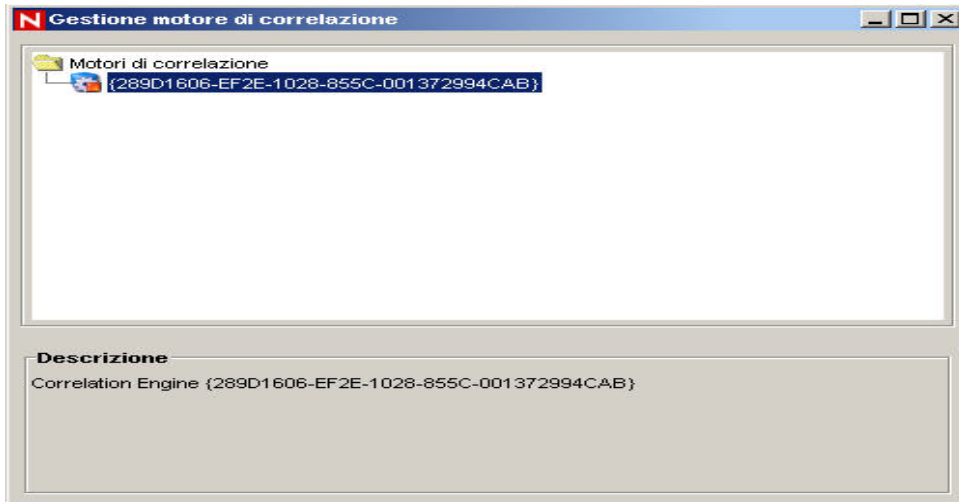 N Gestione motore di correlazione
Motori di correlazione
{289D1606-EF2E-1028-855C-001372994CAB}
Descrizione
Correlation Engine {289D1606-EF2E-1028-855C-001372994CAB}